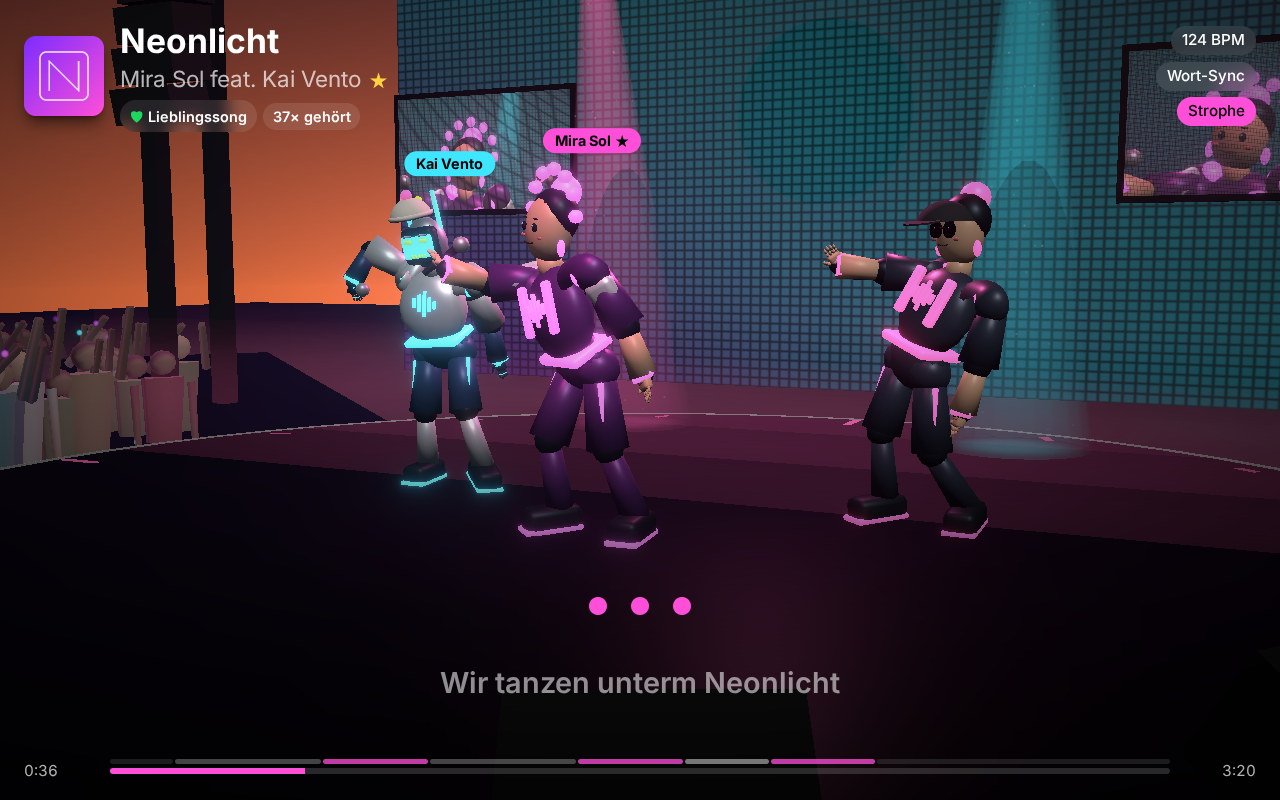 N
Neonlicht
Mira Sol feat. Kai Vento ★
Lieblingssong
37× gehört
124 BPM
Wort-Sync
Strophe
Mira Sol ★
Kai Vento
Wir tanzen unterm Neonlicht
0:36
3:20